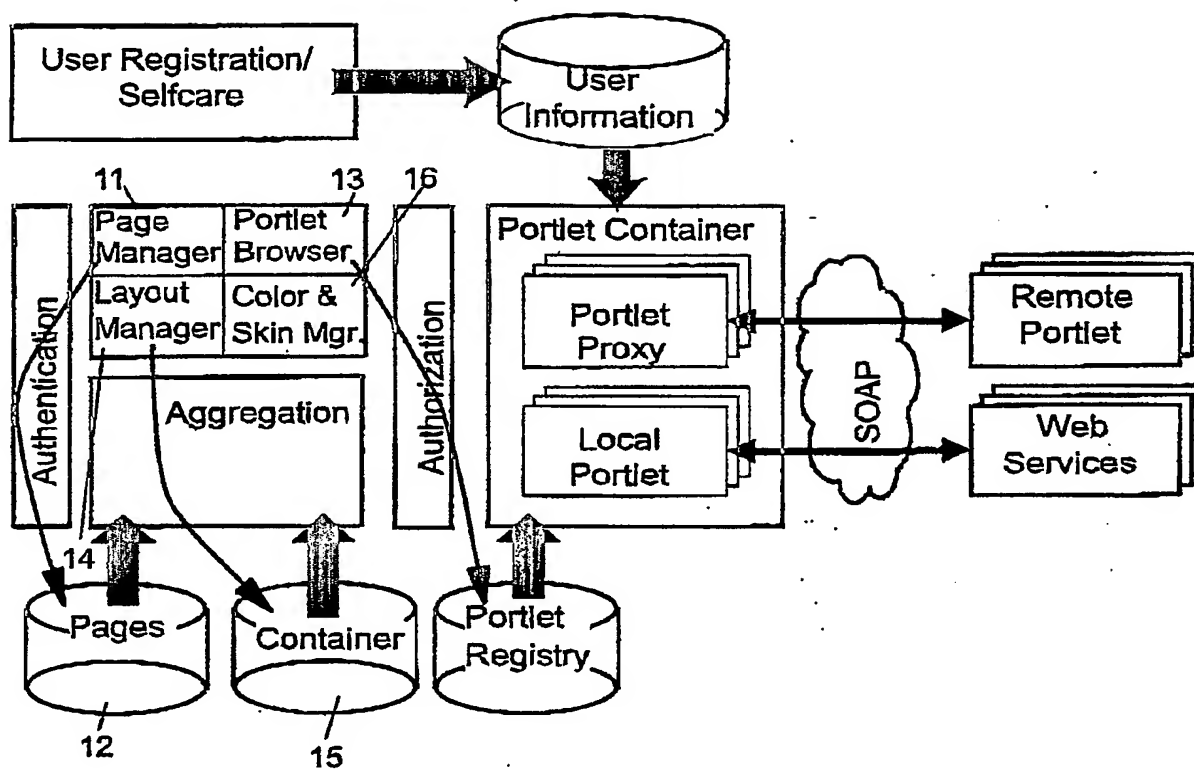 User Registration/
Selfcare
User
Information
11
13
16
Page
Manager
Portlet
Browser
Layout
Manager
Color &
Skin Mgr.
Authentication
Aggregation
Authorization
Portlet Container
Portlet
Proxy
Local
Portlet
SOAP
Remote
Portlet
Web
Services
14
Pages
Container
Portlet
Registry
12
15